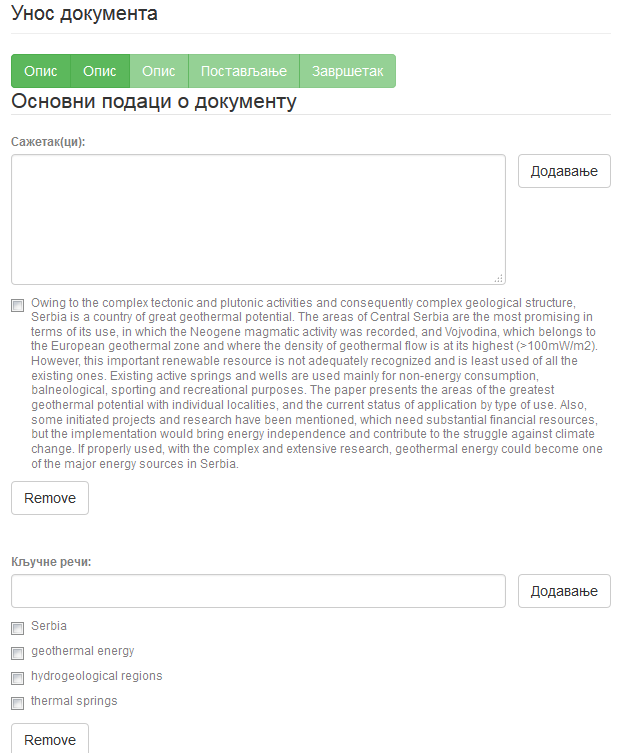 Унос документа
Опис Опис Опис Постављање Завршетак
Основни подаци о документу
Сажетак(ци):
Додавање
Owing to the complex tectonic and plutonic activities and consequently complex geological structure,
Serbia is a country of great geothermal potential. The areas of Central Serbia are the most promising in
terms of its use, in which the Neogene magmatic activity was recorded, and Vojvodina, which belongs to
the European geothermal zone and where the density of geothermal flow is at its highest (>100mW/m2).
However, this important renewable resource is not adequately recognized and is least used of all the
existing ones. Existing active springs and wells are used mainly for non-energy consumption,
balneological, sporting and recreational purposes. The paper presents the areas of the greatest
geothermal potential with individual localities, and the current status of application by type of use. Also,
some initiated projects and research have been mentioned, which need substantial financial resources,
but the implementation would bring energy independence and contribute to the struggle against climate
change. If properly used, with the complex and extensive research, geothermal energy could become one
of the major energy sources in Serbia.
Remove
Кључне речи:
Додавање
Serbia
geothermal energy
hydrogeological regions
thermal springs
Remove